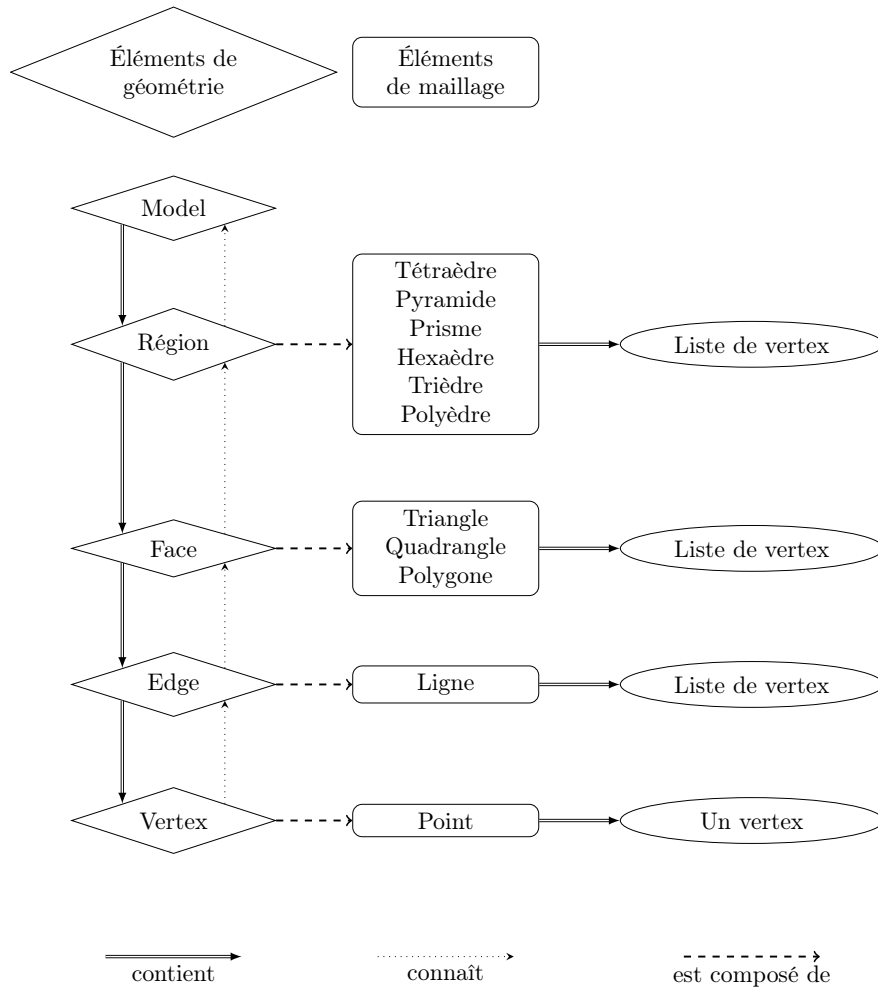 Éléments de
géométrie
Éléments
de maillage
Model
Région
Tétraèdre
Pyramide
Prisme
Hexaèdre
Trièdre
Polyèdre
Liste de vertex
Face
Triangle
Quadrangle
Polygone
Liste de vertex
Edge
Ligne
Liste de vertex
Vertex
Point
Un vertex
contient
connaît
est composé de